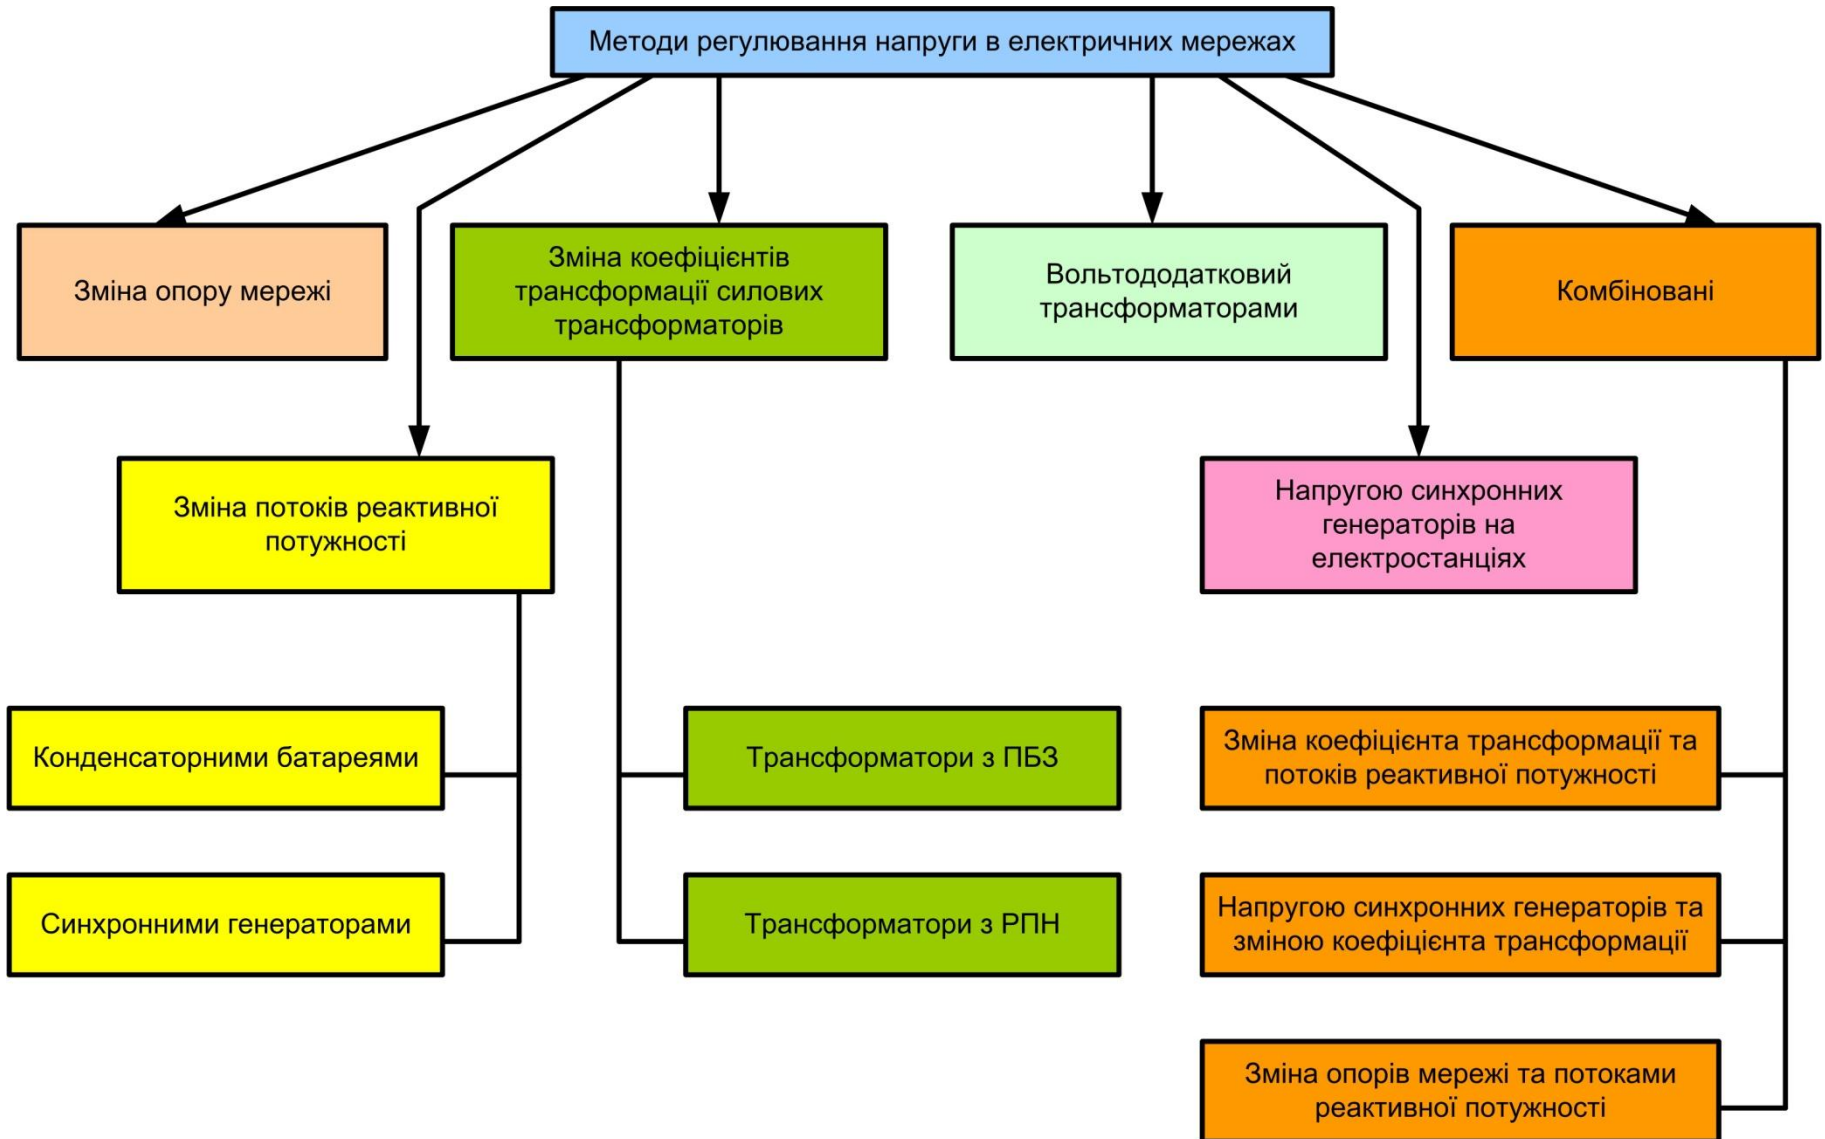 Методи регулювання напруги в електричних мережах
Зміна опору мережі
Зміна коефіцієнтів
трансформації силових
трансформаторів
Вольтододатковий
трансформаторами
Комбіновані
Зміна потоків реактивної
потужності
Напругою синхронних
генераторів на
електростанціях
Конденсаторними батареями
Трансформатори з ПБЗ
Зміна коефіцієнта трансформації та
потоків реактивної потужності
Синхронними генераторами
Трансформатори з РПН
Напругою синхронних генераторів та
зміною коефіцієнта трансформації
Зміна опорів мережі та потоками
реактивної потужності